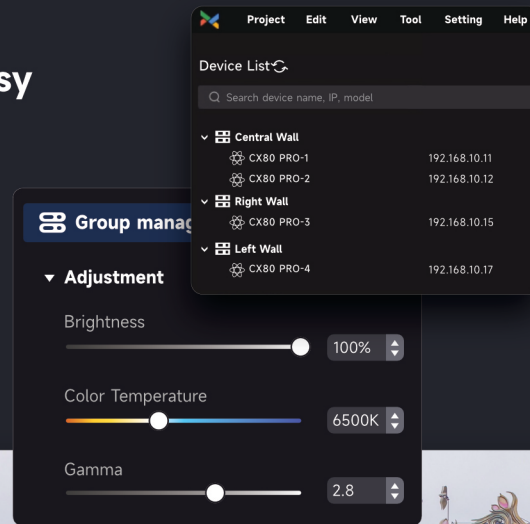 sy
Project Edit View Tool Setting Help
Device List
Search device name, IP, model
Central Wall
CX80 PRO-1 192.168.10.11
CX80 PRO-2 192.168.10.12
Right Wall
CX80 PRO-3 192.168.10.15
Left Wall
CX80 PRO-4 192.168.10.17
Group manag
Adjustment
Brightness
100%
Color Temperature
6500K
Gamma
2.8